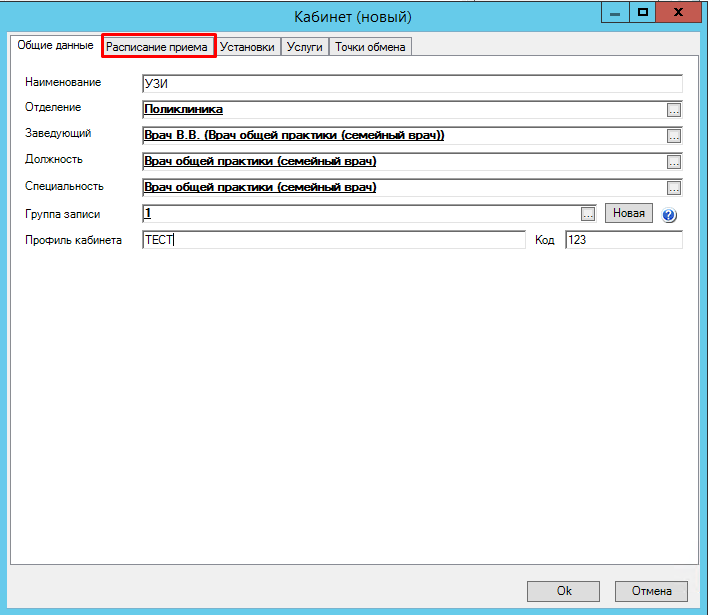 Кабинет (новый)
Общие данные Расписание приема Установки Услуги Точки обмена
Наименование УЗИ
Отделение Поликлиника ...
Заведующий Врач В.В. (Врач общей практики (семейный врач)) ...
Должность Врач общей практики (семейный врач) ...
Специальность Врач общей практики (семейный врач) ...
Группа записи 1 ... Новая ?
Профиль кабинета ТЕСТ Код 123
Ok Отмена